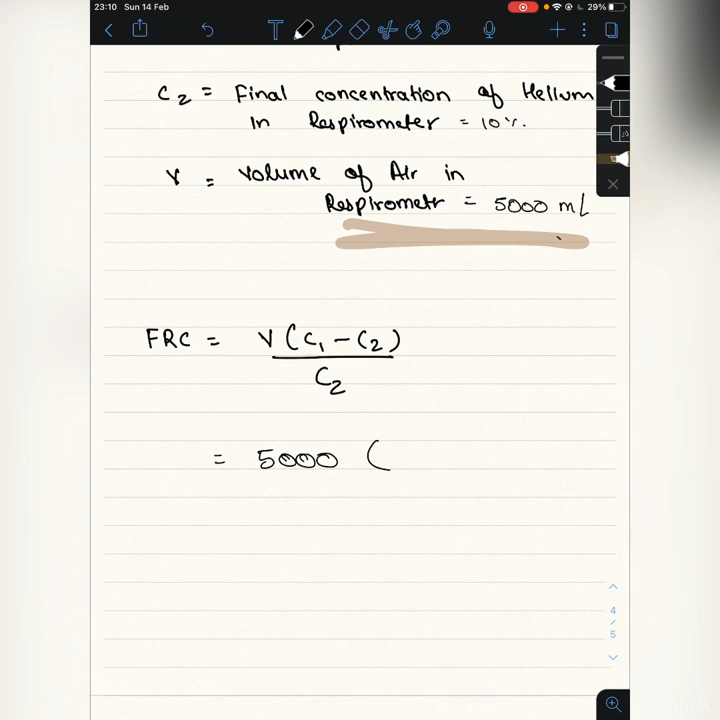 23:10 Sun 14 Feb
29%
C2 = Final concentration of Hellum
In Respirometer = 10%.
V = Volume of Air in
Respirometr = 5000 mL
FRC = V(C1 - C2)
C2
= 5000 (
4
/
5